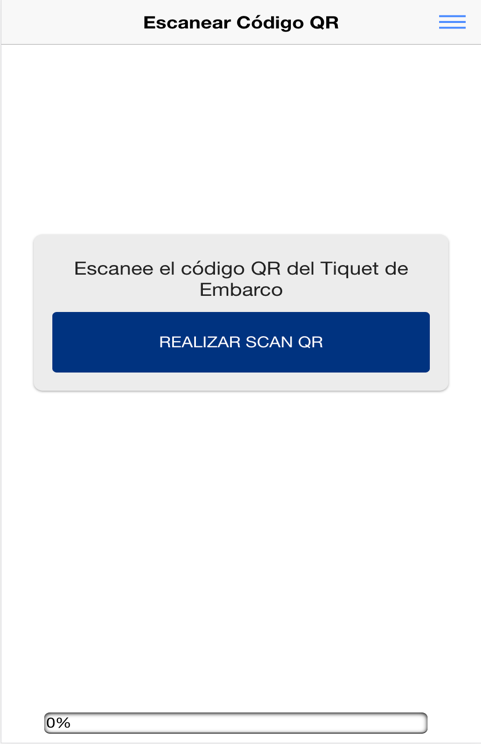 Escanear Código QR
Escanee el código QR del Tiquet de
Embarco
REALIZAR SCAN QR
0%